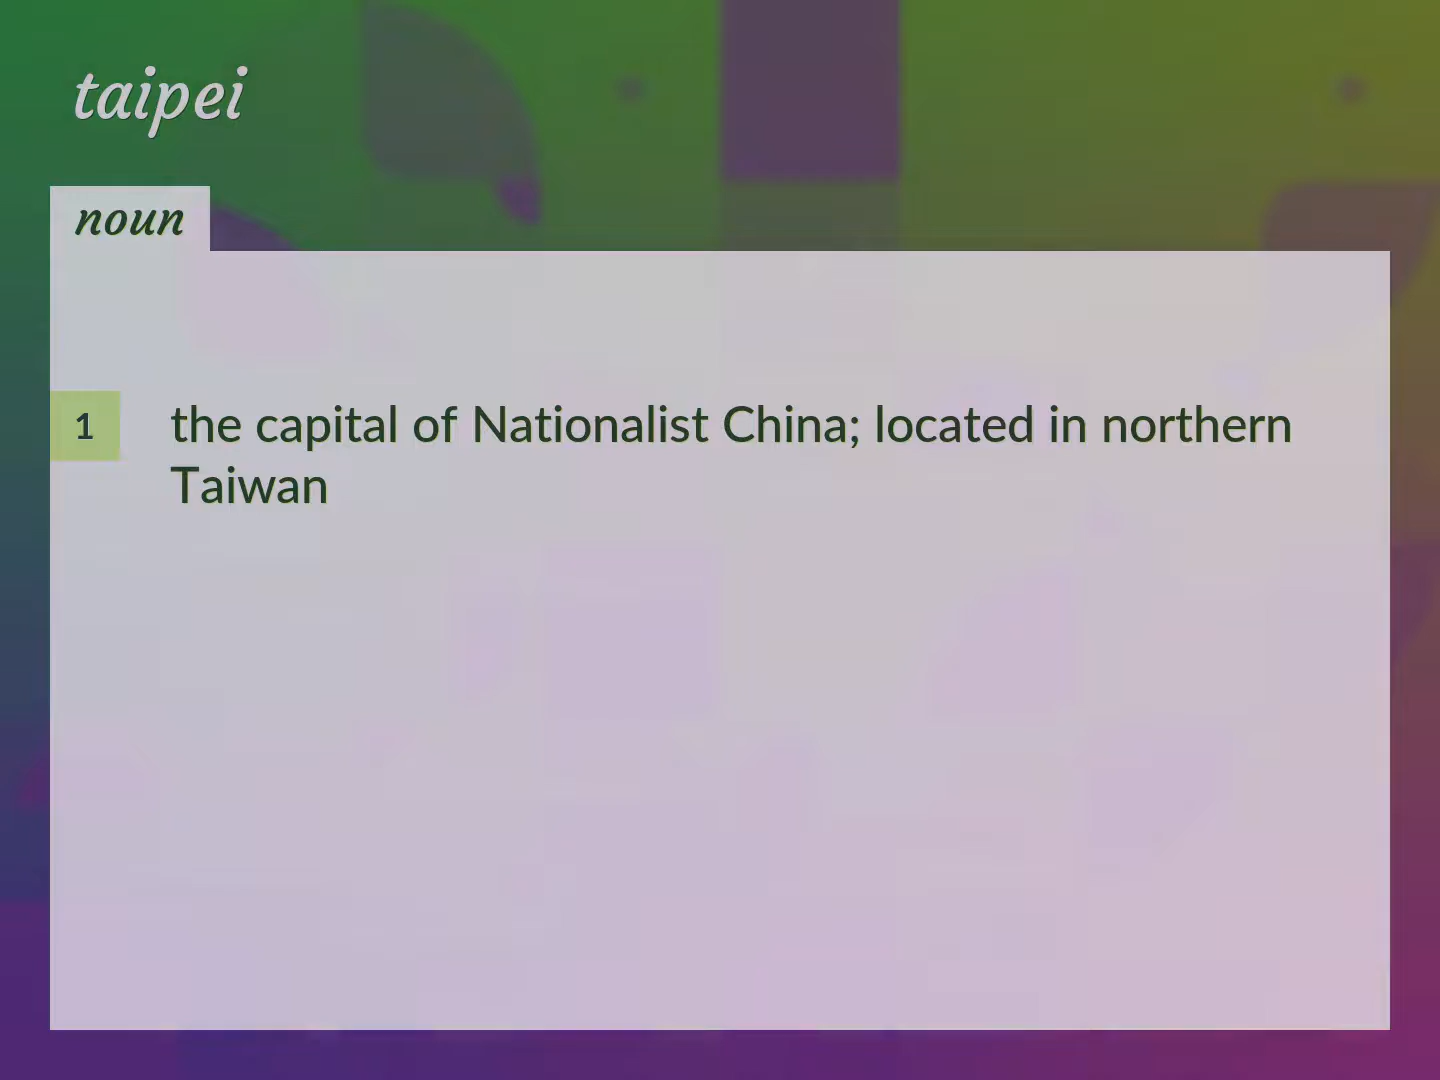 taipei
noun
1 the capital of Nationalist China; located in northern
Taiwan